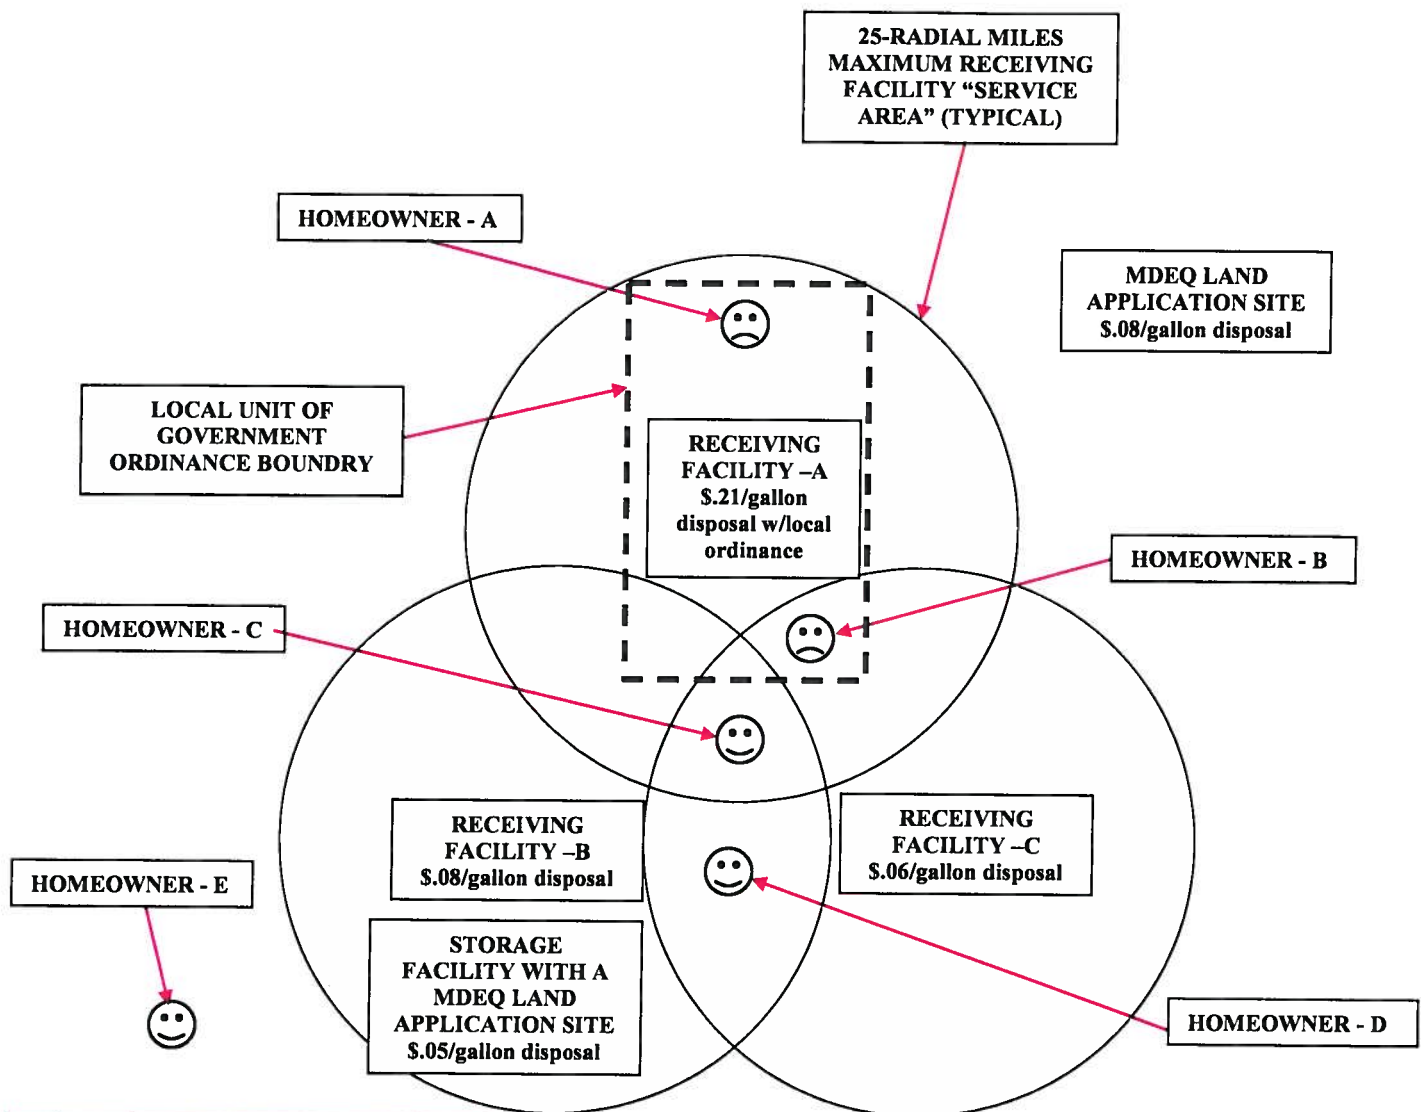 25-RADIAL MILES
MAXIMUM RECEIVING
FACILITY “SERVICE
AREA” (TYPICAL)
HOMEOWNER - A
MDEQ LAND
APPLICATION SITE
$.08/gallon disposal
LOCAL UNIT OF
GOVERNMENT
ORDINANCE BOUNDRY
RECEIVING
FACILITY –A
$.21/gallon
disposal w/local
ordinance
HOMEOWNER - B
HOMEOWNER - C
RECEIVING
FACILITY –B
$.08/gallon disposal
RECEIVING
FACILITY –C
$.06/gallon disposal
HOMEOWNER - E
STORAGE
FACILITY WITH A
MDEQ LAND
APPLICATION SITE
$.05/gallon disposal
HOMEOWNER - D